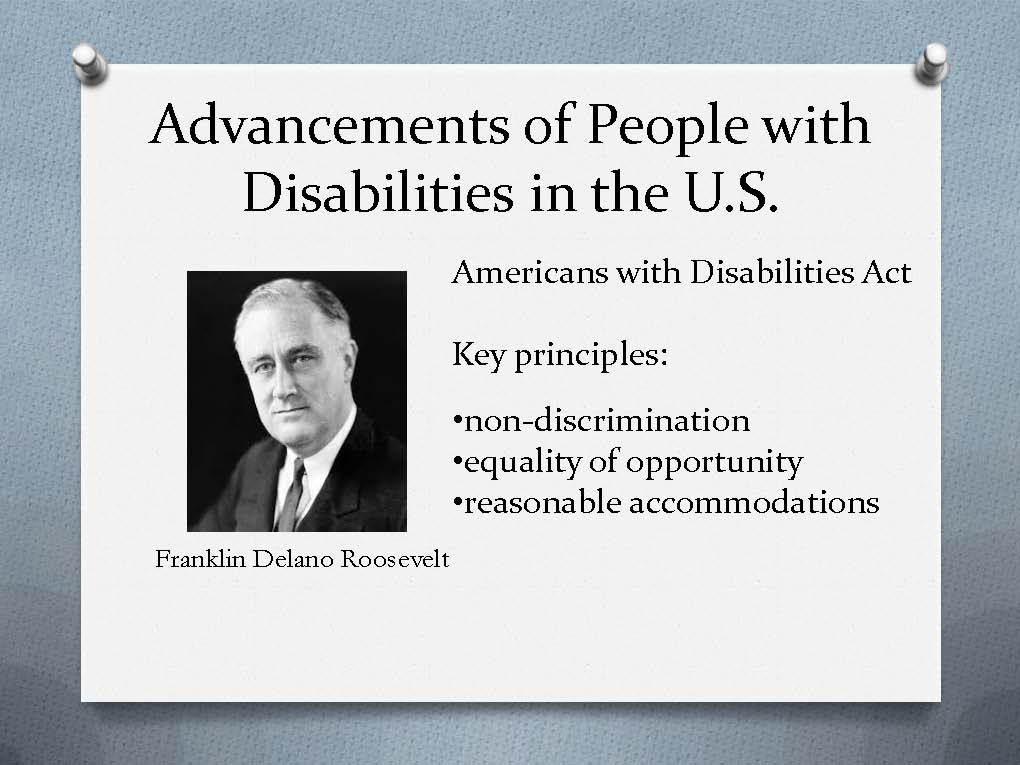 Advancements of People with
Disabilities in the U.S.
Americans with Disabilities Act
Key principles:
•non-discrimination
•equality of opportunity
•reasonable accommodations
Franklin Delano Roosevelt